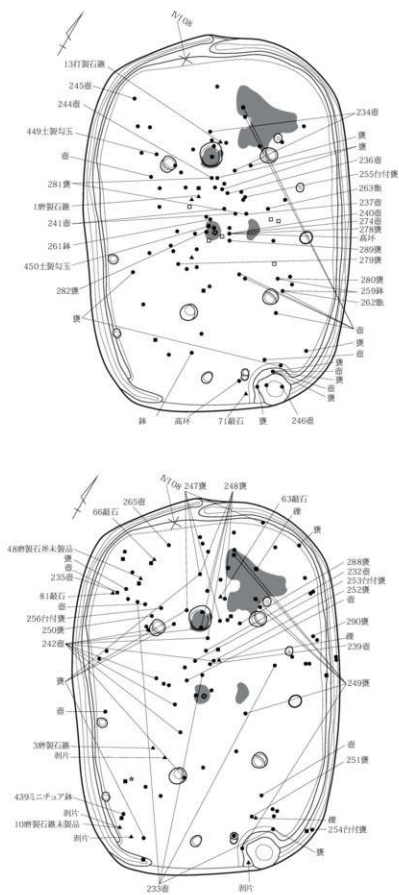 Ⅳ108
13打製石鏃
245壺
244壺
449土製勾玉
壺
281甕
1磨製石鏃
241壺
261鉢
450土製勾玉
282甕
甕
234壺
甕
甕
236壺
255台付甕
263甑
237壺
240壺
274壺
278甕
高坏
289甕
279甕
280甕
259鉢
262甑
壺
甕
壺
甕
壺
甕
壺
甕
鉢
高坏
71敲石
甕
246壺
Ⅳ108
247甕
248甕
265壺
66敲石
63敲石
礫
甕
48磨製石斧未製品
甕
壺
235壺
81敲石
壺
256台付甕
250甕
242壺
甕
壺
3磨製石鏃
剥片
439ミニチュア鉢
剥片
10磨製石鏃未製品
剥片
288甕
232壺
253台付甕
252甕
壺
290甕
礫
239壺
249甕
壺
251甕
礫
254台付甕
甕
233壺
剥片